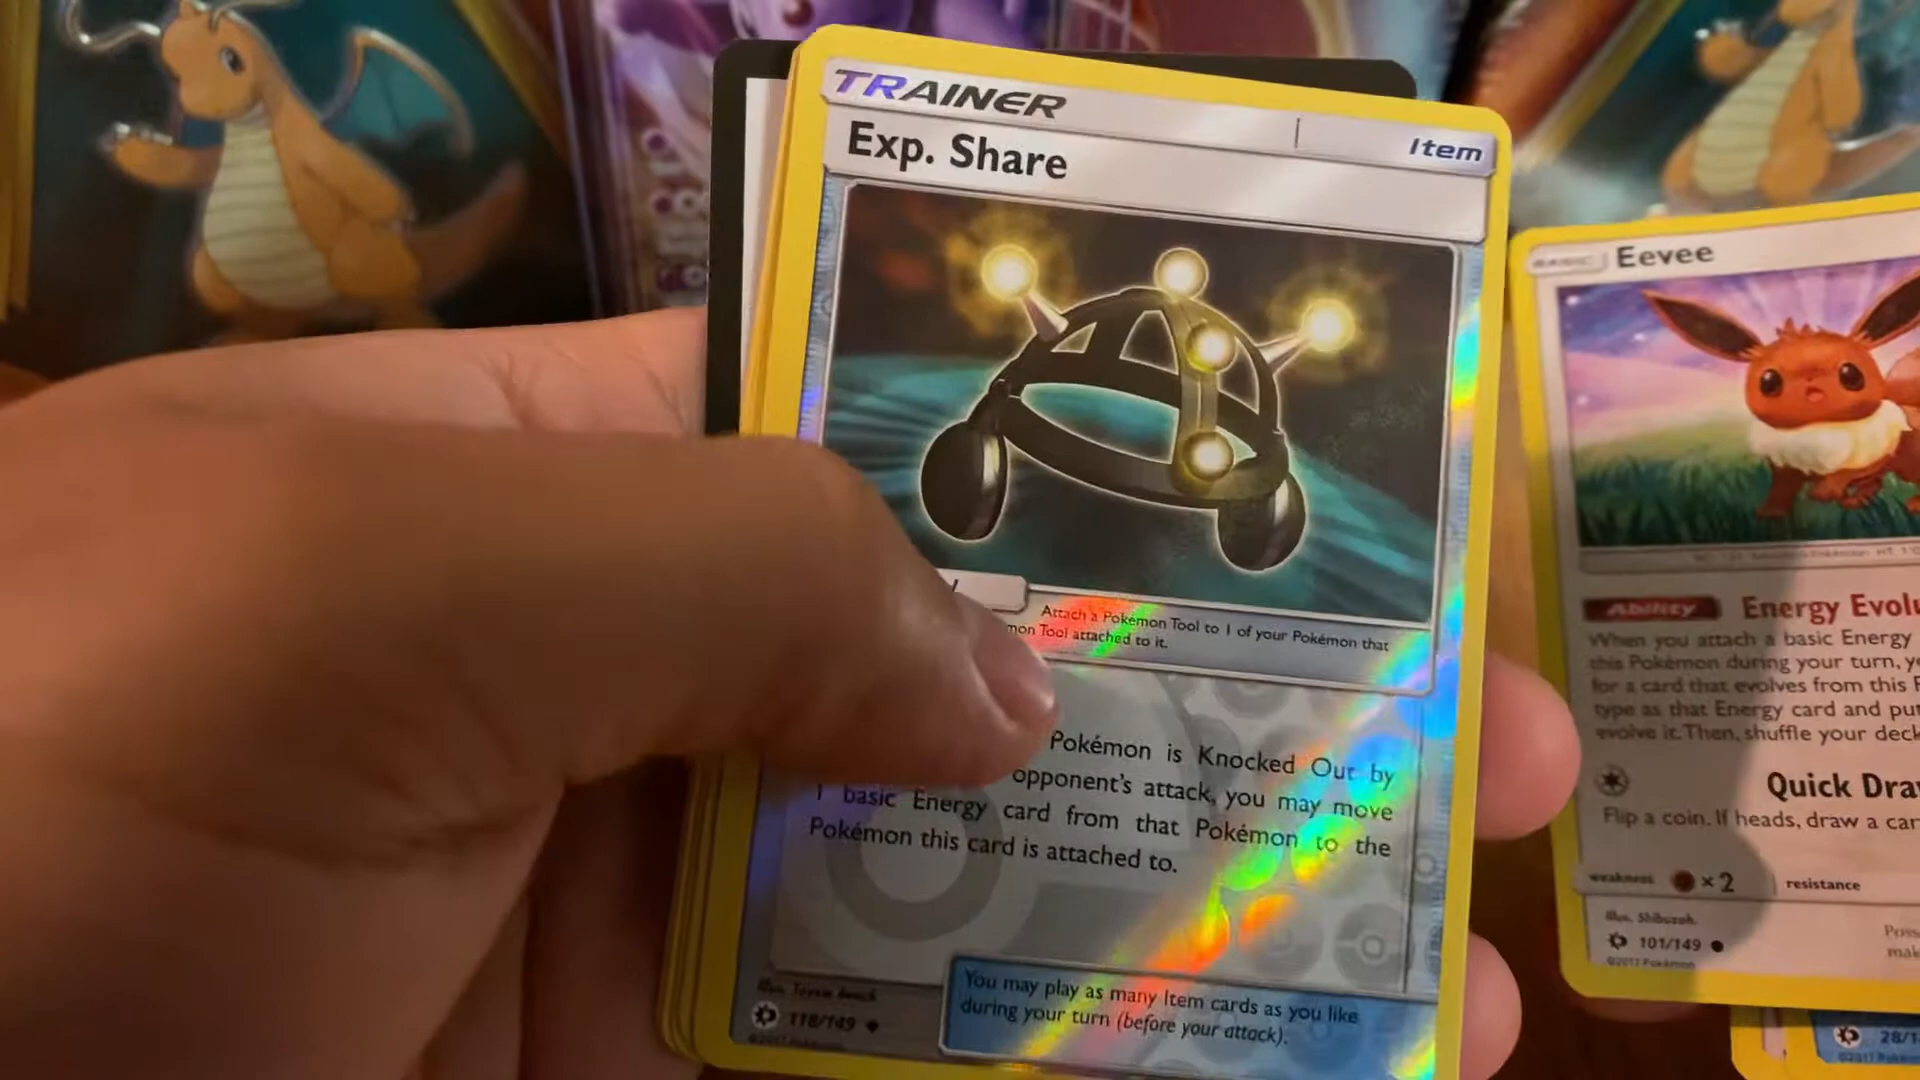 TRAINER
Item
Exp. Share
Attach a Pokémon Tool to 1 of your Pokémon that
mon Tool attached to it.
Pokémon is Knocked Out by
opponent's attack, you may move
1 basic Energy card from that Pokémon to the
Pokémon this card is attached to.
You may play as many Item cards as you like
during your turn (before your attack).
118/149
©2017 Pokémon
BASIC
Eevee
Ability Energy Evolu
When you attach a basic Energy
this Pokémon during your turn, y
for a card that evolves from this P
type as that Energy card and put
evolve it. Then, shuffle your deck
Quick Dra
Flip a coin. If heads, draw a car
weakness ×2 resistance
Illus. Shibuzoh.
101/149
©2017 Pokémon
Poss
mak
28/1